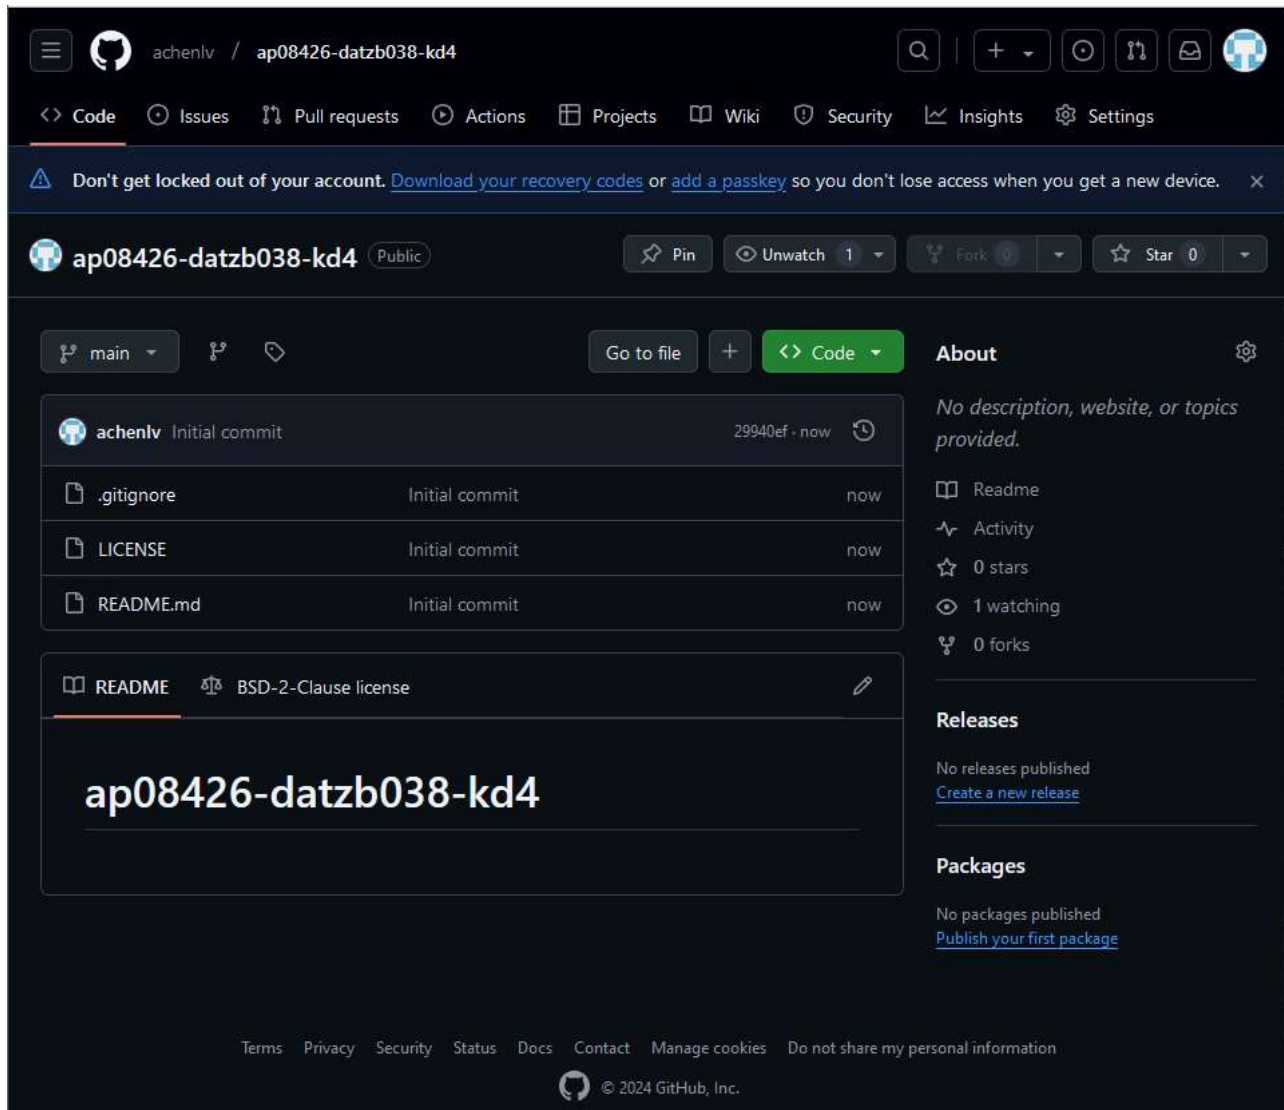 achenlv / ap08426-datzb038-kd4
Code Issues Pull requests Actions Projects Wiki Security Insights Settings
Don't get locked out of your account. Download your recovery codes or add a passkey so you don't lose access when you get a new device.
ap08426-datzb038-kd4 Public Pin Unwatch 1 Fork 0 Star 0
main Go to file Code
achenlv Initial commit 29940ef · now
.gitignore Initial commit now
LICENSE Initial commit now
README.md Initial commit now
README BSD-2-Clause license
ap08426-datzb038-kd4
About
No description, website, or topics
provided.
Readme
Activity
0 stars
1 watching
0 forks
Releases
No releases published
Create a new release
Packages
No packages published
Publish your first package
Terms Privacy Security Status Docs Contact Manage cookies Do not share my personal information
© 2024 GitHub, Inc.